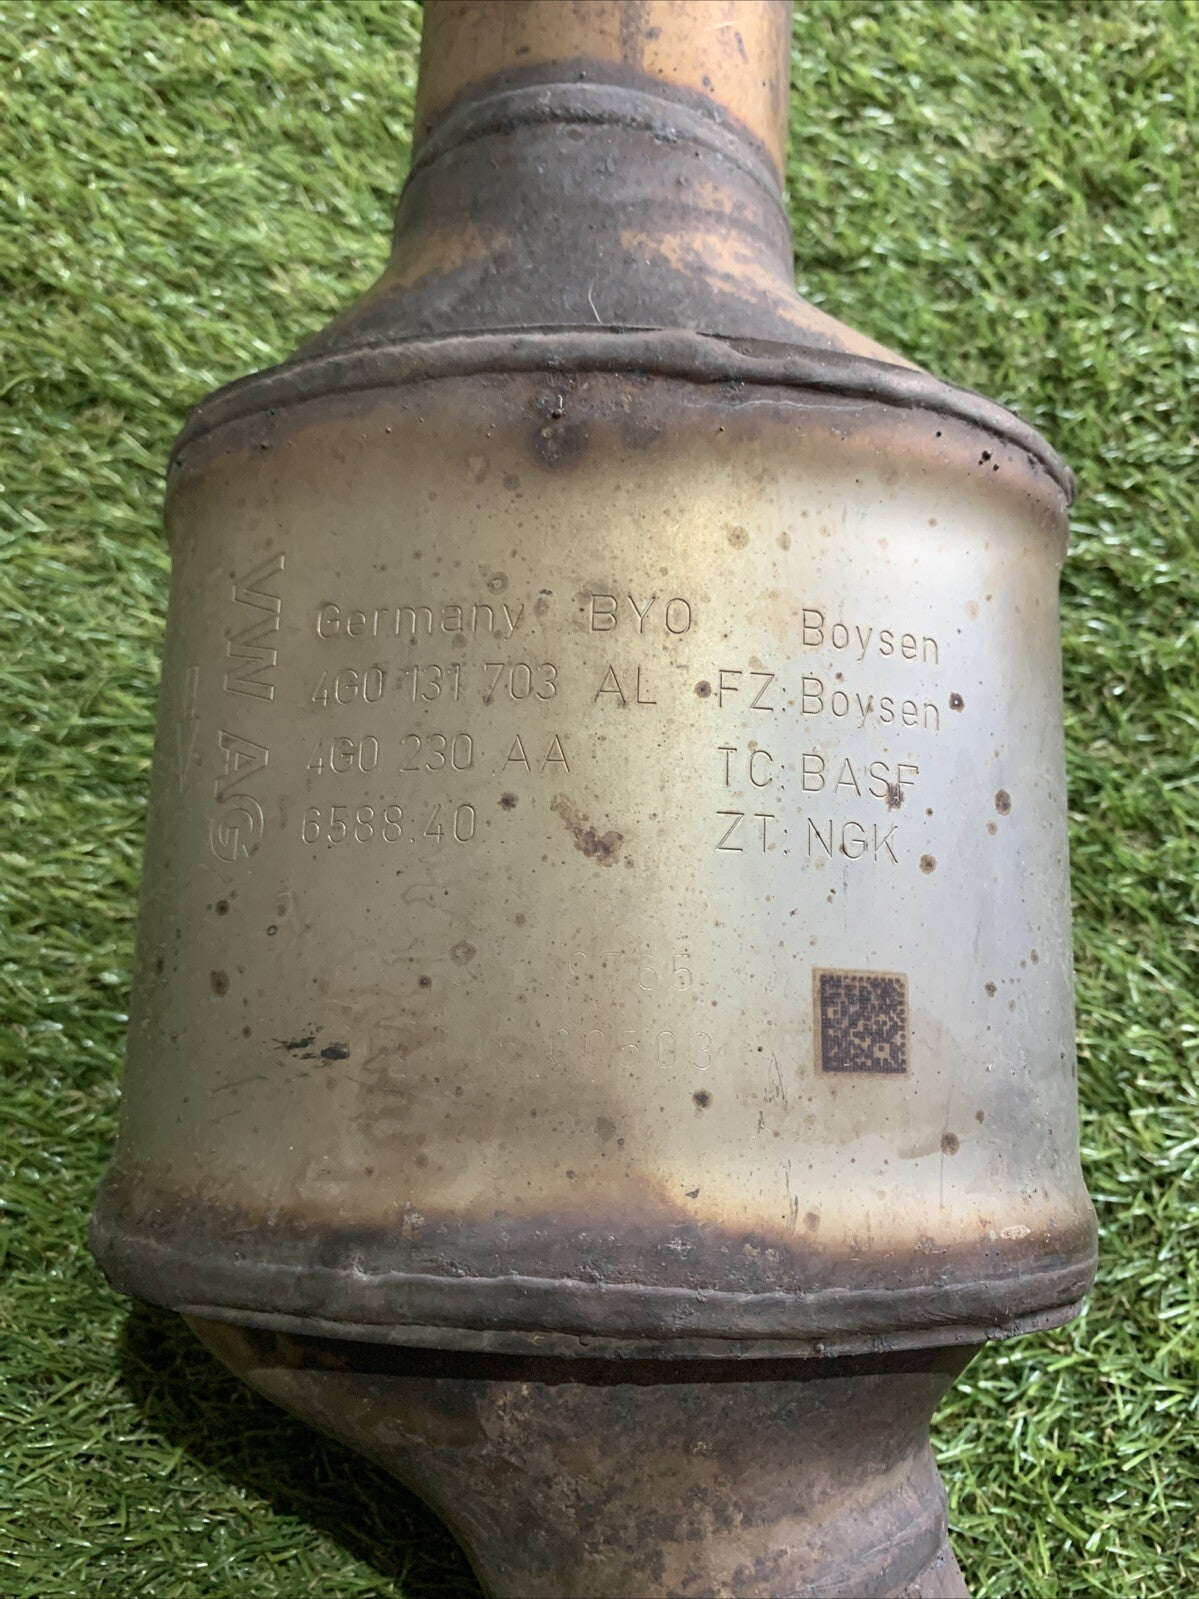 VW AG
Germany BYO Boysen
4G0 131 703 AL FZ: Boysen
4G0 230 AA TC: BASF
6588.40 ZT: NGK